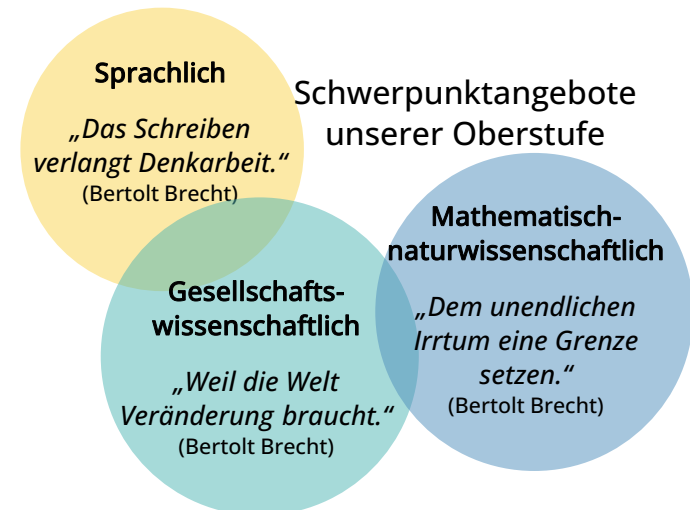 Sprachlich
„Das Schreiben
verlangt Denkarbeit.“
(Bertolt Brecht)
Schwerpunktangebote
unserer Oberstufe
Gesellschafts-
wissenschaftlich
„Weil die Welt
Veränderung braucht.“
(Bertolt Brecht)
Mathematisch-
naturwissenschaftlich
„Dem unendlichen
Irrtum eine Grenze
setzen.“
(Bertolt Brecht)